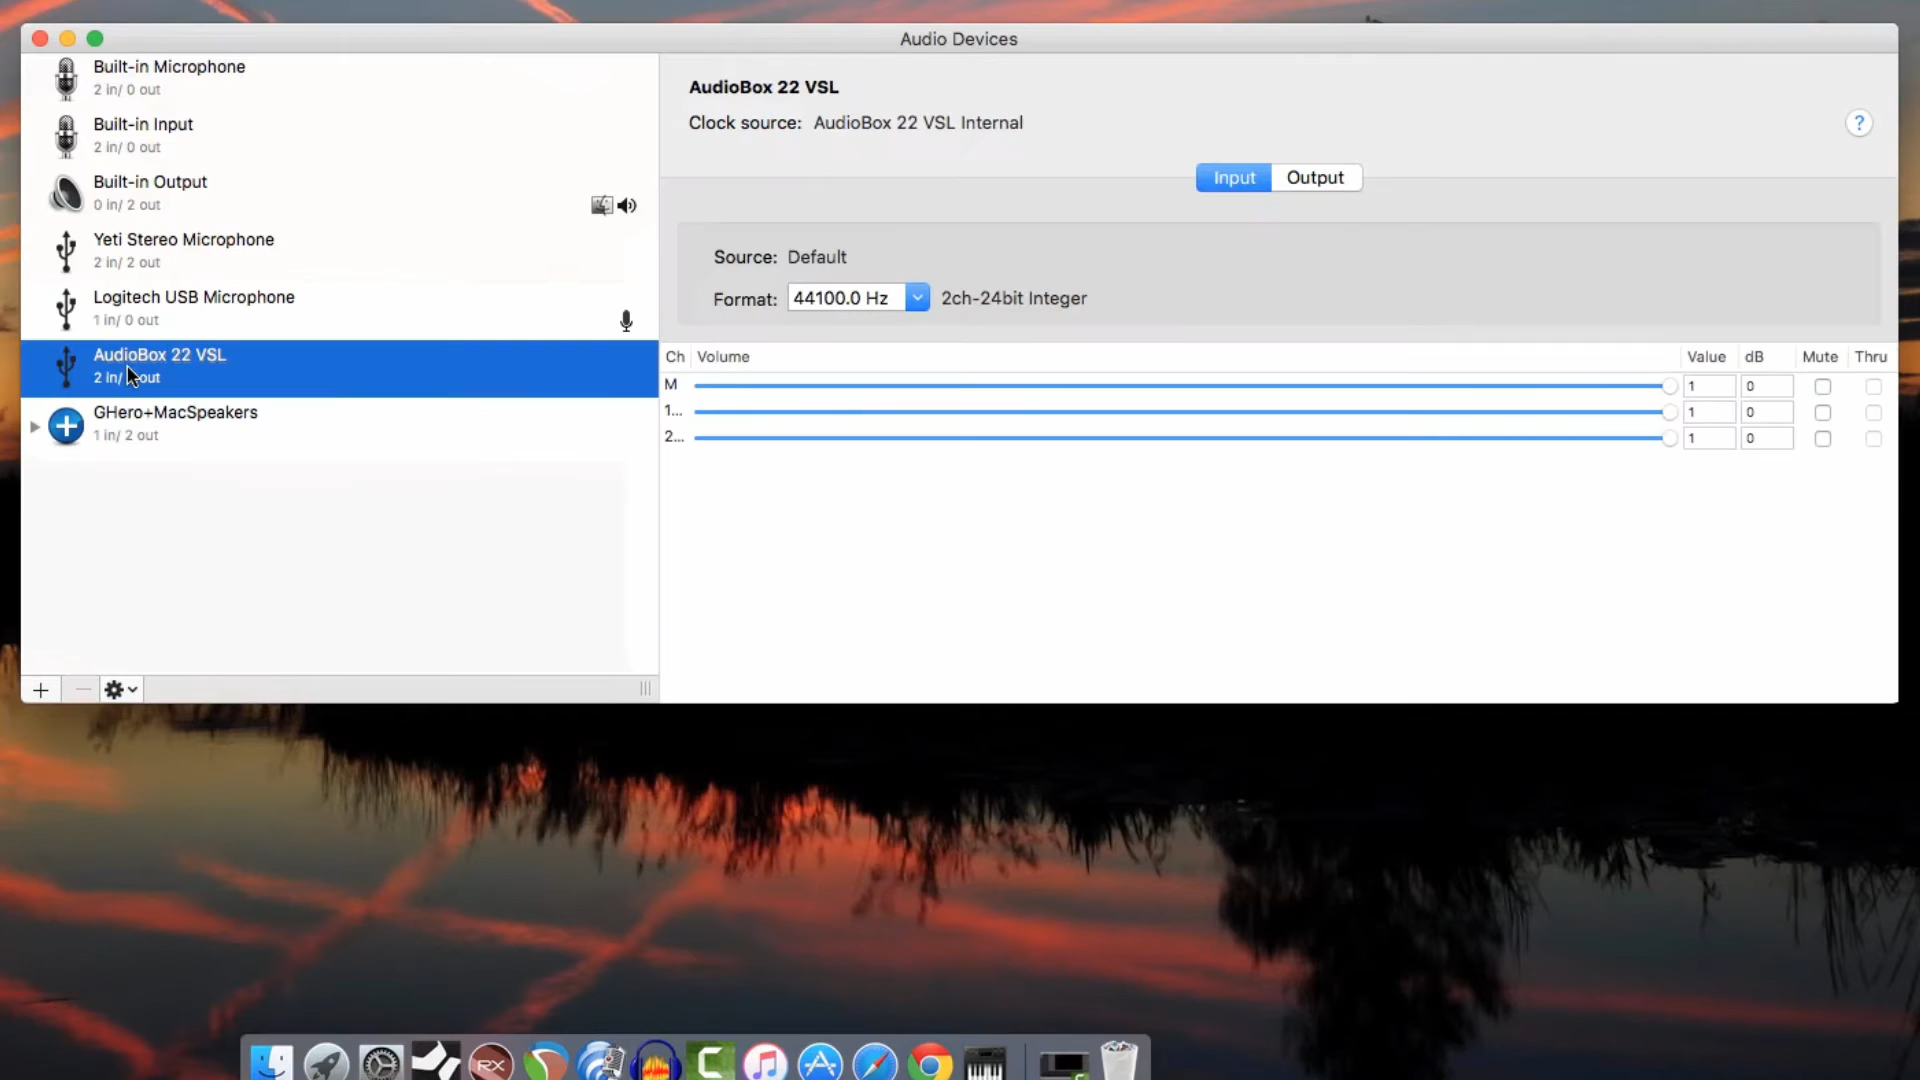 Audio Devices
Built-in Microphone
2 in/ 0 out
Built-in Input
2 in/ 0 out
Built-in Output
0 in/ 2 out
Yeti Stereo Microphone
2 in/ 2 out
Logitech USB Microphone
1 in/ 0 out
AudioBox 22 VSL
2 in/ out
GHero+MacSpeakers
1 in/ 2 out
AudioBox 22 VSL
Clock source: AudioBox 22 VSL Internal
?
Input Output
Source: Default
Format: 44100.0 Hz 2ch-24bit Integer
Ch Volume Value dB Mute Thru
M 1 0
1... 1 0
2... 1 0
RX